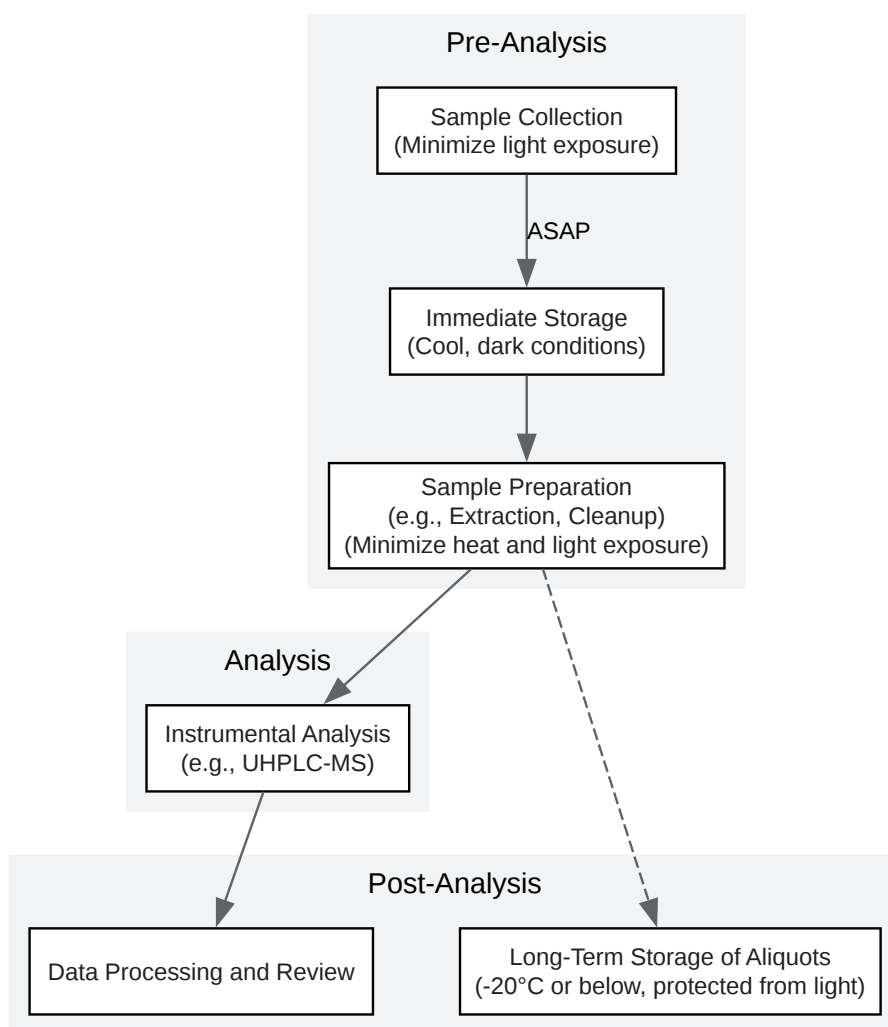 Pre-Analysis
Sample Collection
(Minimize light exposure)
ASAP
Immediate Storage
(Cool, dark conditions)
Sample Preparation
(e.g., Extraction, Cleanup)
(Minimize heat and light exposure)
Analysis
Instrumental Analysis
(e.g., UHPLC-MS)
Post-Analysis
Data Processing and Review
Long-Term Storage of Aliquots
(-20°C or below, protected from light)